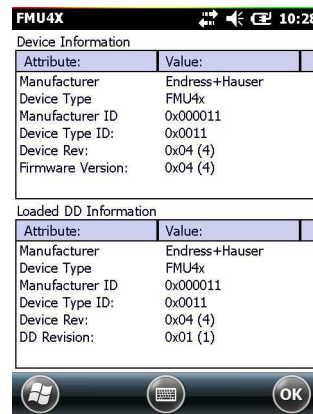 FMU4X 10:28
Device Information
Attribute: Value:
Manufacturer Endress+Hauser
Device Type FMU4x
Manufacturer ID 0x000011
Device Type ID: 0x0011
Device Rev: 0x04 (4)
Firmware Version: 0x04 (4)
Loaded DD Information
Attribute: Value:
Manufacturer Endress+Hauser
Device Type FMU4x
Manufacturer ID 0x000011
Device Type ID: 0x0011
Device Rev: 0x04 (4)
DD Revision: 0x01 (1)
OK